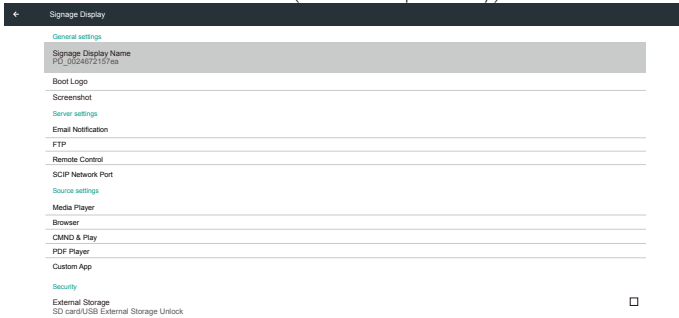 Signage Display
General settings
Signage Display Name
PD_0024672157ea
Boot Logo
Screenshot
Server settings
Email Notification
FTP
Remote Control
SCIP Network Port
Source settings
Media Player
Browser
CMND & Play
PDF Player
Custom App
Security
External Storage
SD card/USB External Storage Unlock